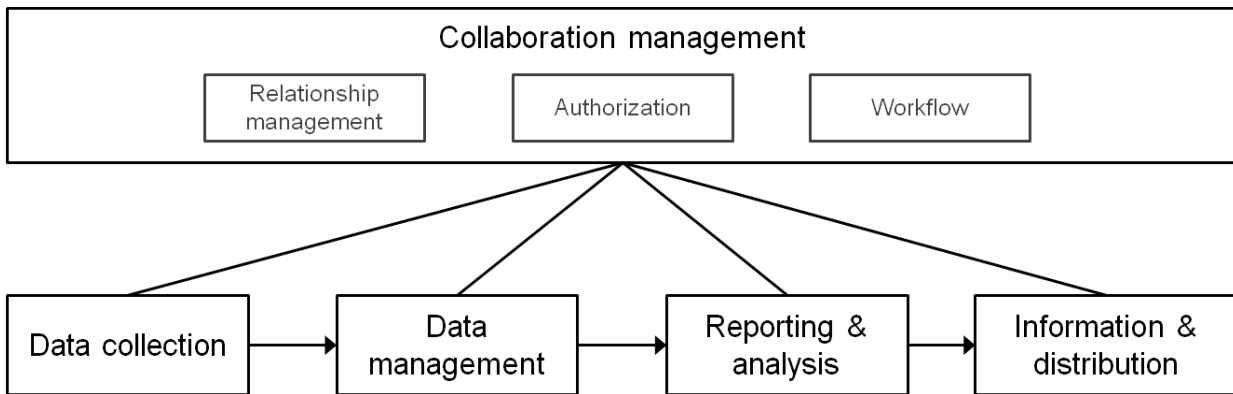 Collaboration management
Relationship
management
Authorization
Workflow
Data collection
Data
management
Reporting &
analysis
Information &
distribution